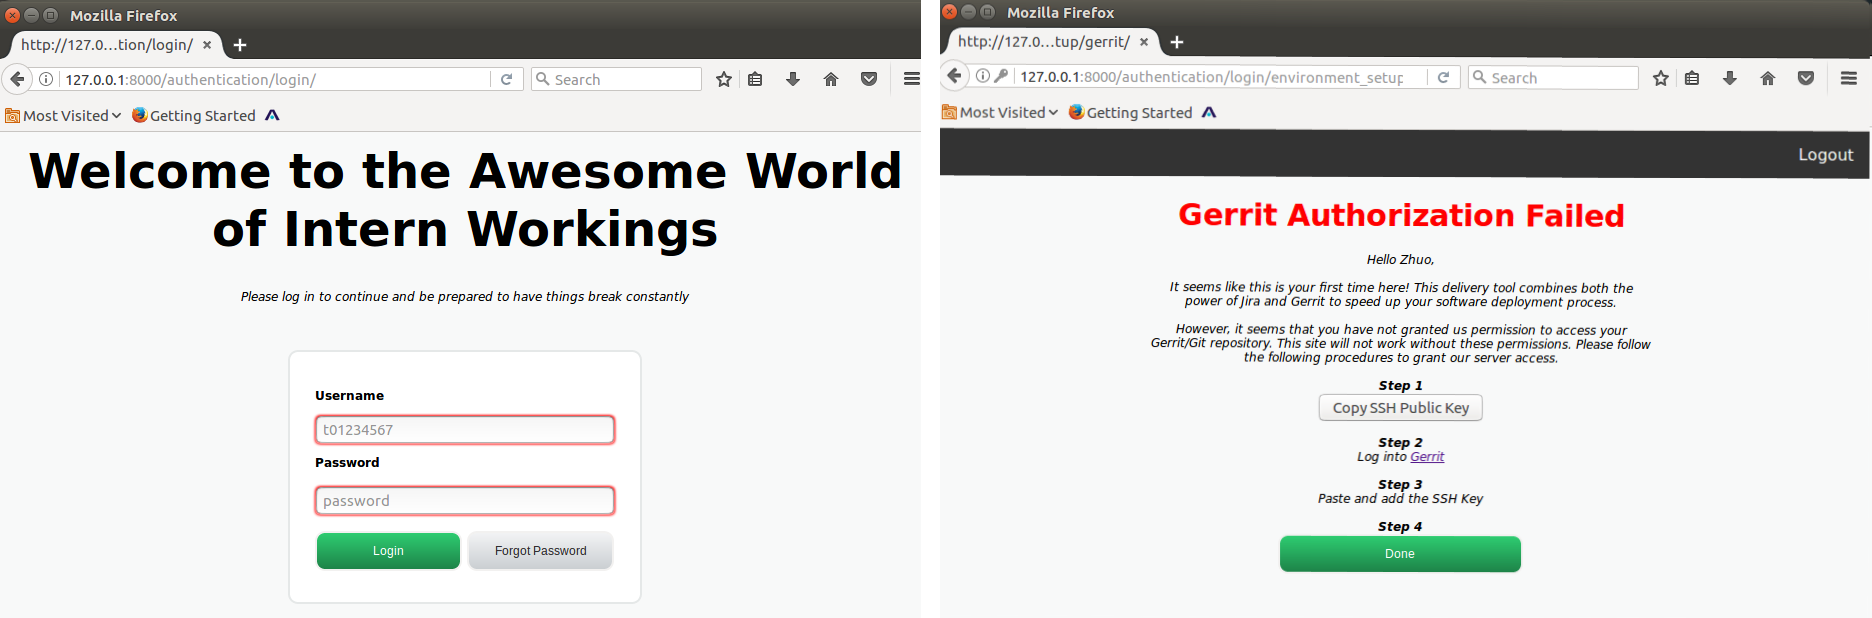 Mozilla Firefox
http://127.0...tion/login/
127.0.0.1:8000/authentication/login/
Search
Most Visited
Getting Started
Welcome to the Awesome World
of Intern Workings
Please log in to continue and be prepared to have things break constantly
Username
t01234567
Password
password
Login
Forgot Password
Mozilla Firefox
http://127.0...tup/gerrit/
127.0.0.1:8000/authentication/login/environment_setup
Search
Most Visited
Getting Started
Logout
Gerrit Authorization Failed
Hello Zhuo,
It seems like this is your first time here! This delivery tool combines both the
power of Jira and Gerrit to speed up your software deployment process.
However, it seems that you have not granted us permission to access your
Gerrit/Git repository. This site will not work without these permissions. Please follow
the following procedures to grant our server access.
Step 1
Copy SSH Public Key
Step 2
Log into Gerrit
Step 3
Paste and add the SSH Key
Step 4
Done